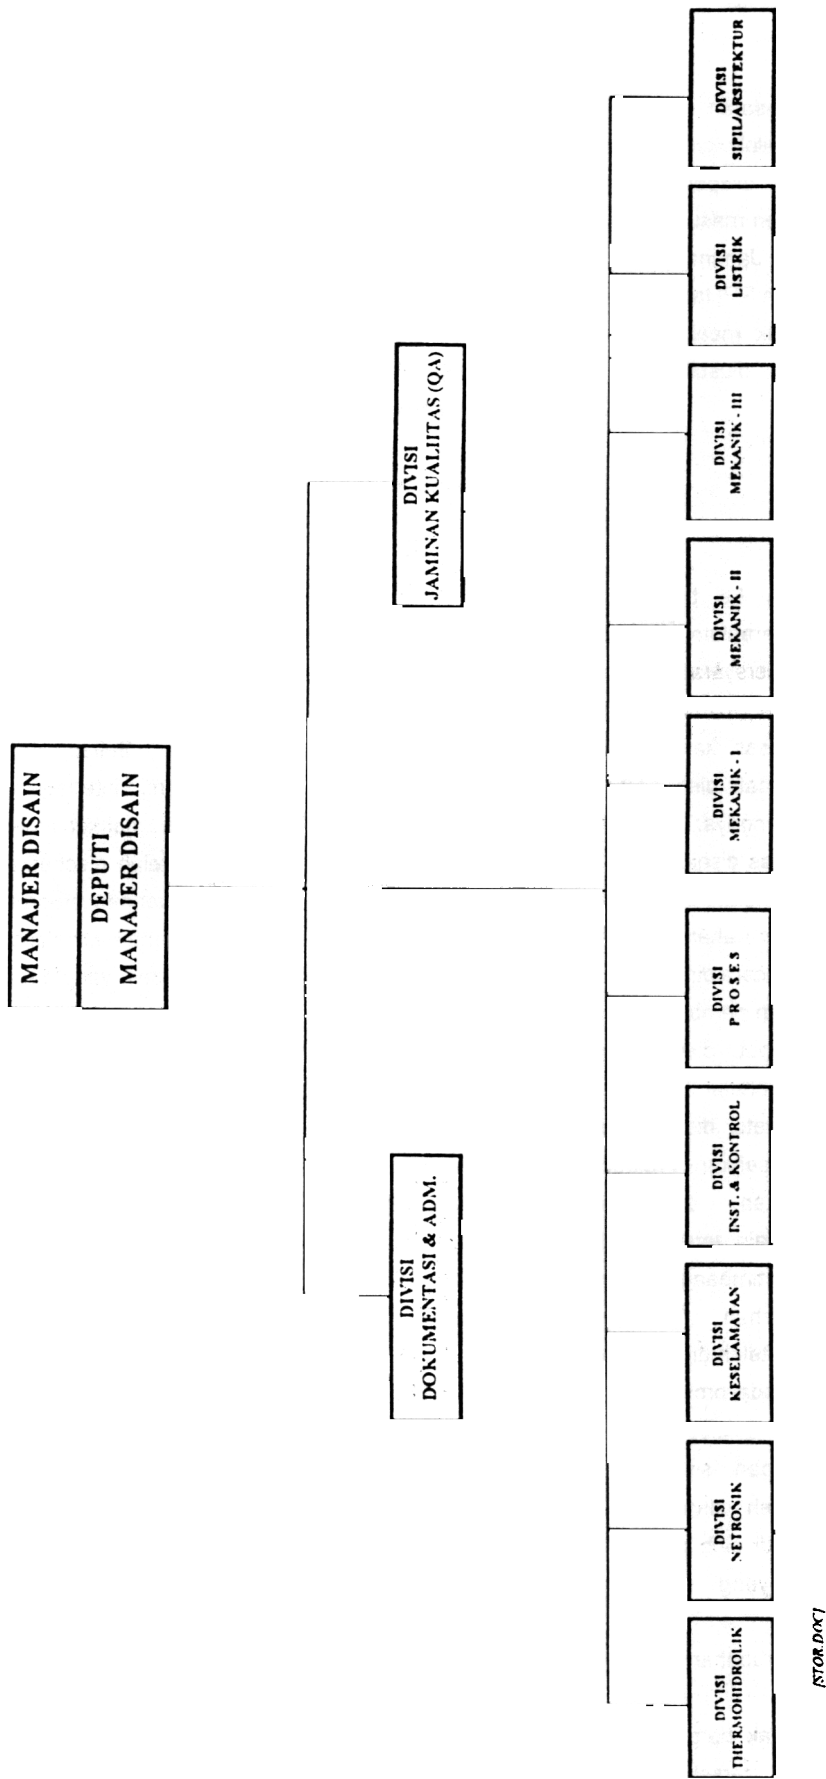 MANAJER DISAIN
DEPUTI
MANAJER DISAIN
DIVISI
DOKUMENTASI & ADM.
DIVISI
JAMINAN KUALIITAS (QA)
DIVISI
THERMOHIDROLIK
DIVISI
NETRONIK
DIVISI
KESELAMATAN
DIVISI
INST. & KONTROL
DIVISI
P R O S E S
DIVISI
MEKANIK - I
DIVISI
MEKANIK - II
DIVISI
MEKANIK - III
DIVISI
LISTRIK
DIVISI
SIPIL/ARSITEKTUR
[STOR.DOC]